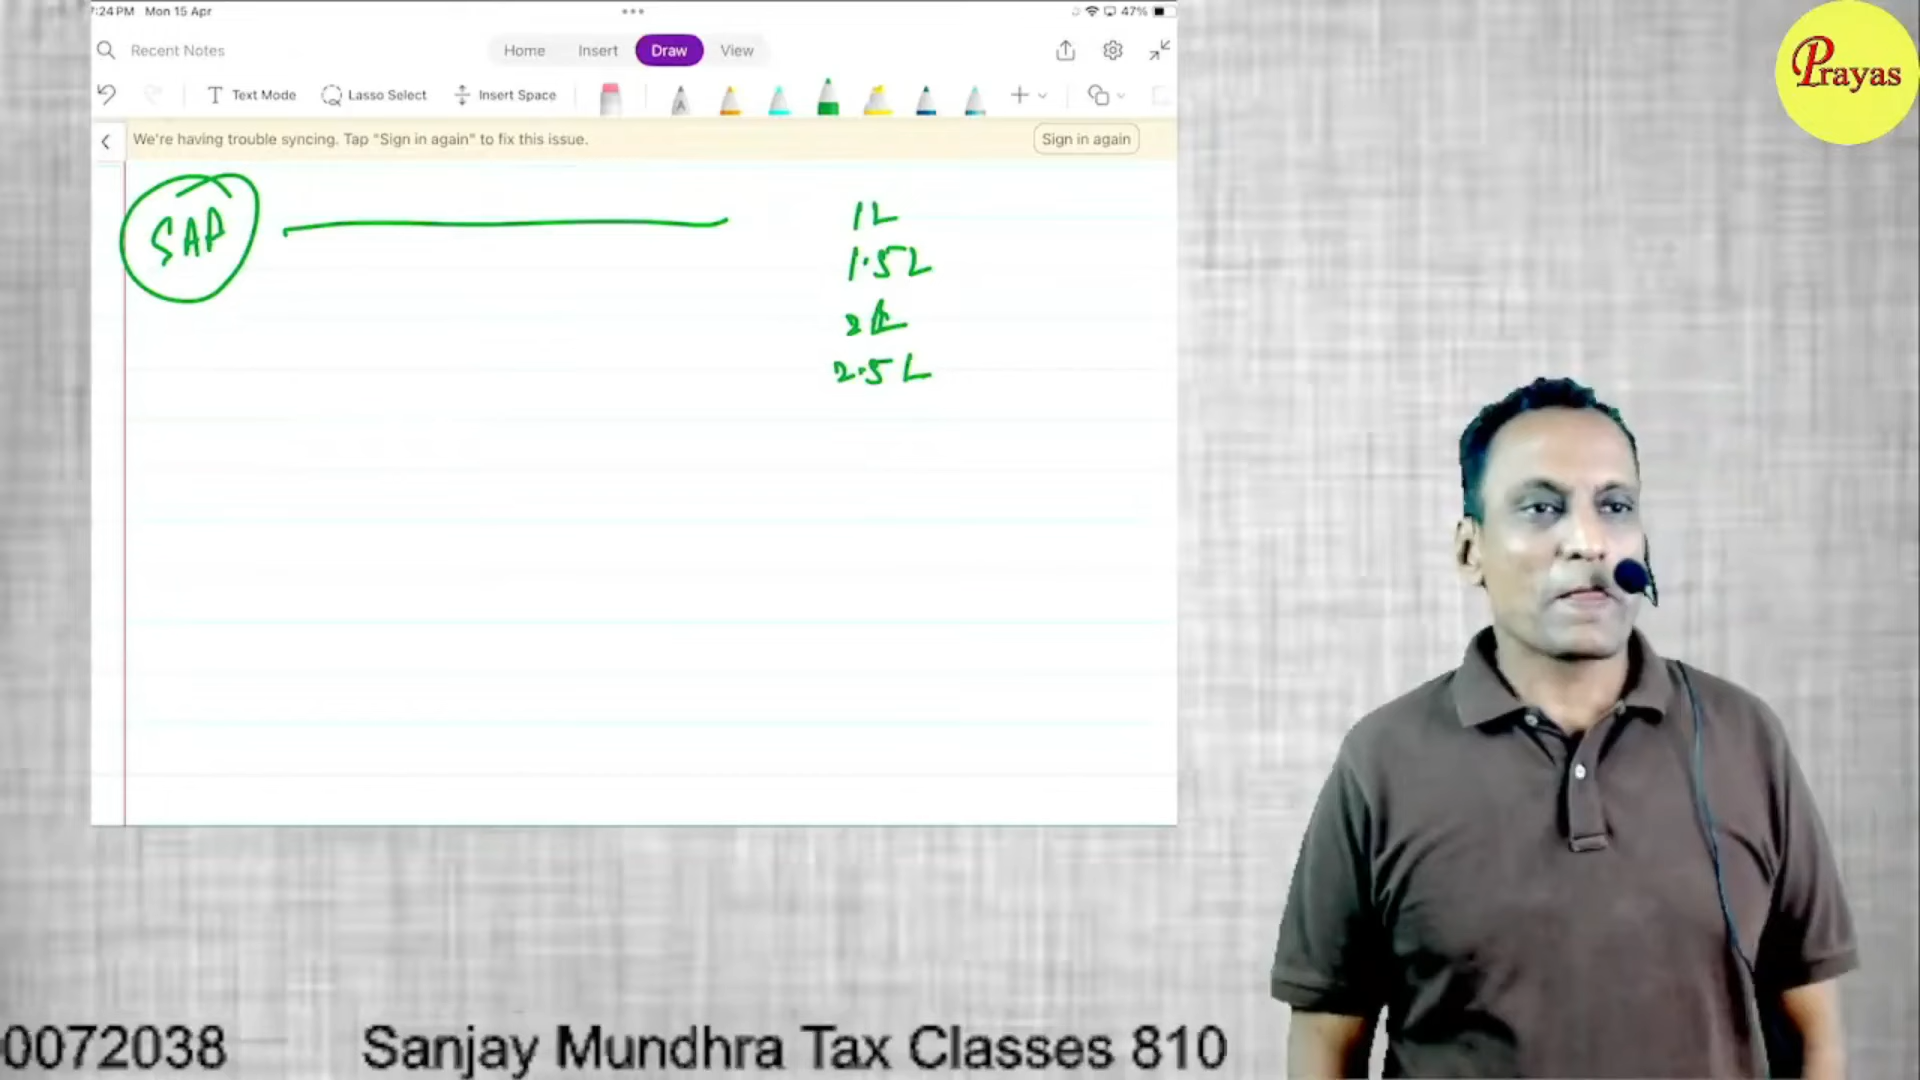 7:24 PM Mon 15 Apr
47%
Recent Notes
Home Insert Draw View
Text Mode Lasso Select Insert Space
We're having trouble syncing. Tap "Sign in again" to fix this issue.
Sign in again
Prayas
1L
1.5L
2L
2.5L
0072038 Sanjay Mundhra Tax Classes 810